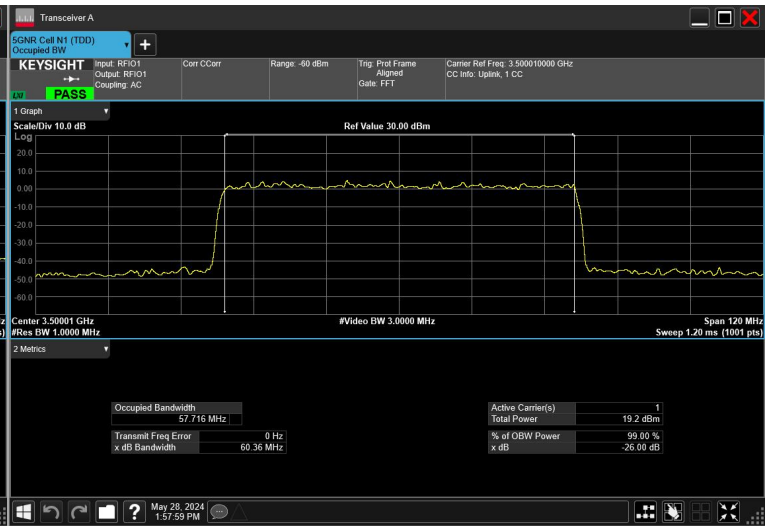 Transceiver A
5GNR Cell N1 (TDD)
Occupied BW
KEYSIGHT
LXI
PASS
Input: RFIO1
Output: RFIO1
Coupling: AC
Corr CCorr
Range: -60 dBm
Trig: Prot Frame
Aligned
Gate: FFT
Carrier Ref Freq: 3.500010000 GHz
CC Info: Uplink, 1 CC
1 Graph
Scale/Div 10.0 dB
Ref Value 30.00 dBm
Log
20.0
10.0
0.00
-10.0
-20.0
-30.0
-40.0
-50.0
-60.0
Center 3.50001 GHz
#Video BW 3.0000 MHz
Span 120 MHz
#Res BW 1.0000 MHz
Sweep 1.20 ms (1001 pts)
2 Metrics
Occupied Bandwidth
57.716 MHz
Transmit Freq Error 0 Hz
x dB Bandwidth 60.36 MHz
Active Carrier(s) 1
Total Power 19.2 dBm
% of OBW Power 99.00 %
x dB -26.00 dB
May 28, 2024
1:57:59 PM